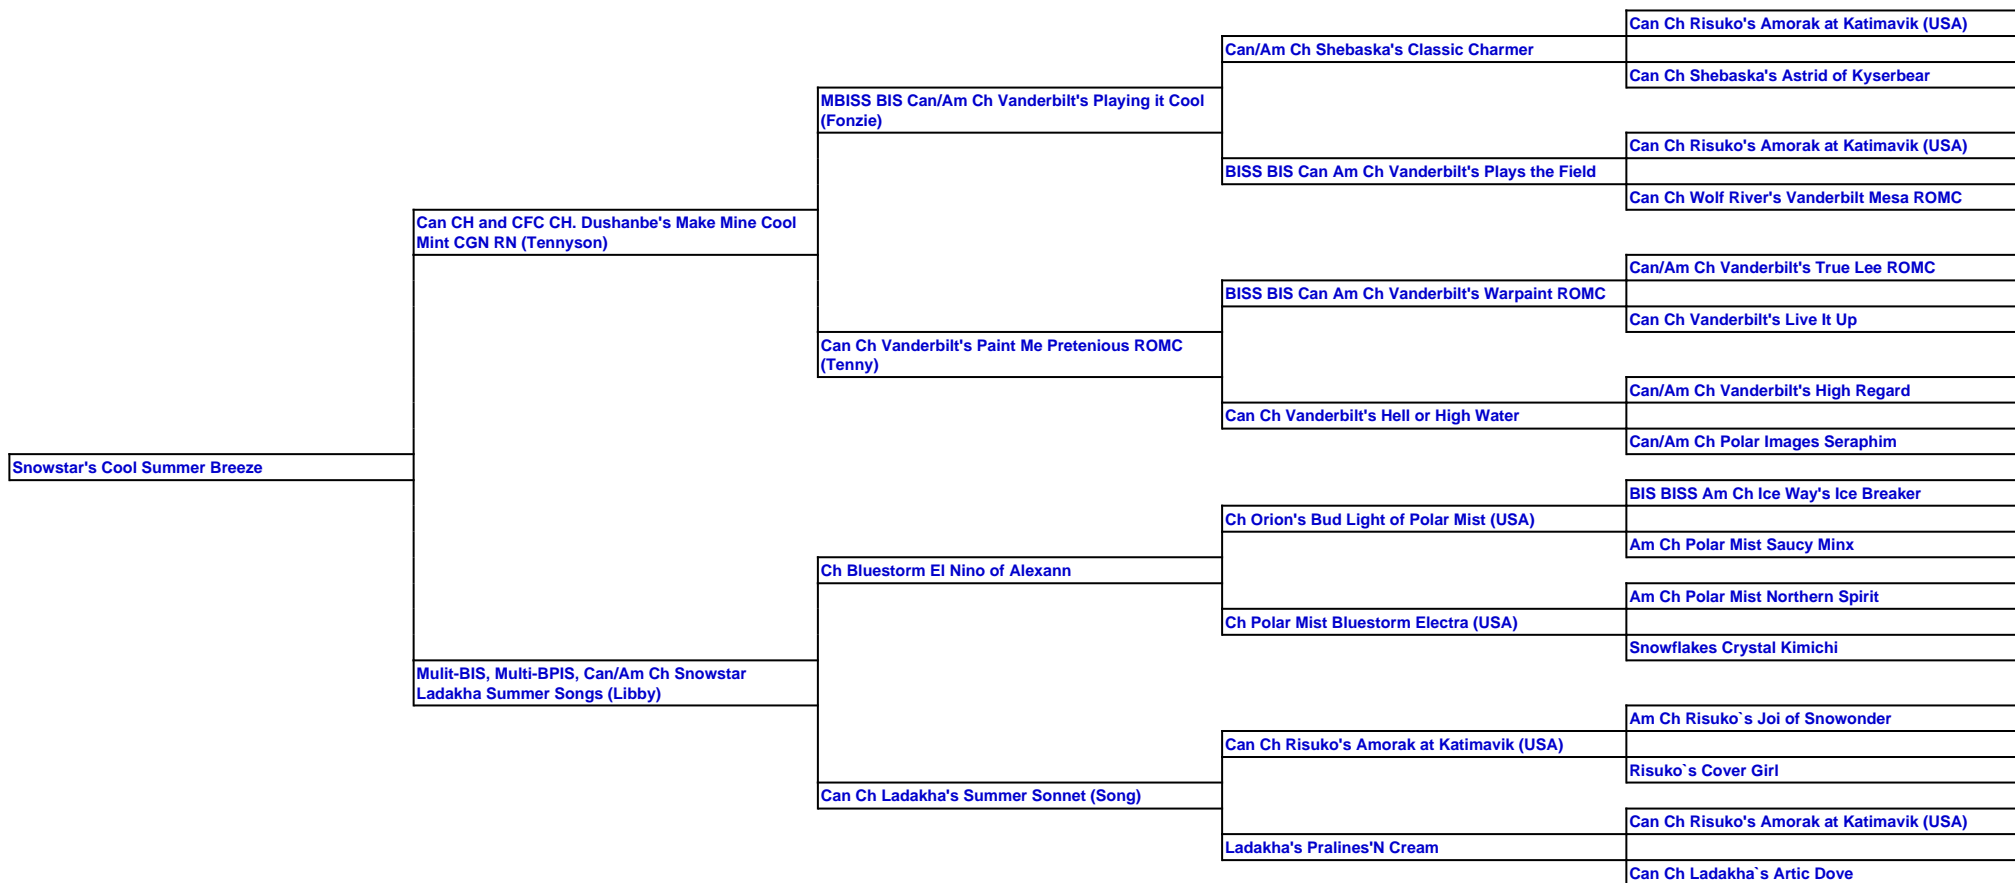 Can Ch Risuko's Amorak at Katimavik (USA)
Can/Am Ch Shebaska's Classic Charmer
Can Ch Shebaska's Astrid of Kyserbear
MBISS BIS Can/Am Ch Vanderbilt's Playing it Cool
(Fonzie)
Can Ch Risuko's Amorak at Katimavik (USA)
BISS BIS Can Am Ch Vanderbilt's Plays the Field
Can Ch Wolf River's Vanderbilt Mesa ROMC
Can CH and CFC CH. Dushanbe's Make Mine Cool
Mint CGN RN (Tennyson)
Can/Am Ch Vanderbilt's True Lee ROMC
BISS BIS Can Am Ch Vanderbilt's Warpaint ROMC
Can Ch Vanderbilt's Live It Up
Can Ch Vanderbilt's Paint Me Pretenious ROMC
(Tenny)
Can/Am Ch Vanderbilt's High Regard
Can Ch Vanderbilt's Hell or High Water
Can/Am Ch Polar Images Seraphim
Snowstar's Cool Summer Breeze
BIS BISS Am Ch Ice Way's Ice Breaker
Ch Orion's Bud Light of Polar Mist (USA)
Am Ch Polar Mist Saucy Minx
Ch Bluestorm El Nino of Alexann
Am Ch Polar Mist Northern Spirit
Ch Polar Mist Bluestorm Electra (USA)
Snowflakes Crystal Kimichi
Mulit-BIS, Multi-BPIS, Can/Am Ch Snowstar
Ladakha Summer Songs (Libby)
Am Ch Risuko`s Joi of Snowonder
Can Ch Risuko's Amorak at Katimavik (USA)
Risuko`s Cover Girl
Can Ch Ladakha's Summer Sonnet (Song)
Can Ch Risuko's Amorak at Katimavik (USA)
Ladakha's Pralines'N Cream
Can Ch Ladakha`s Artic Dove